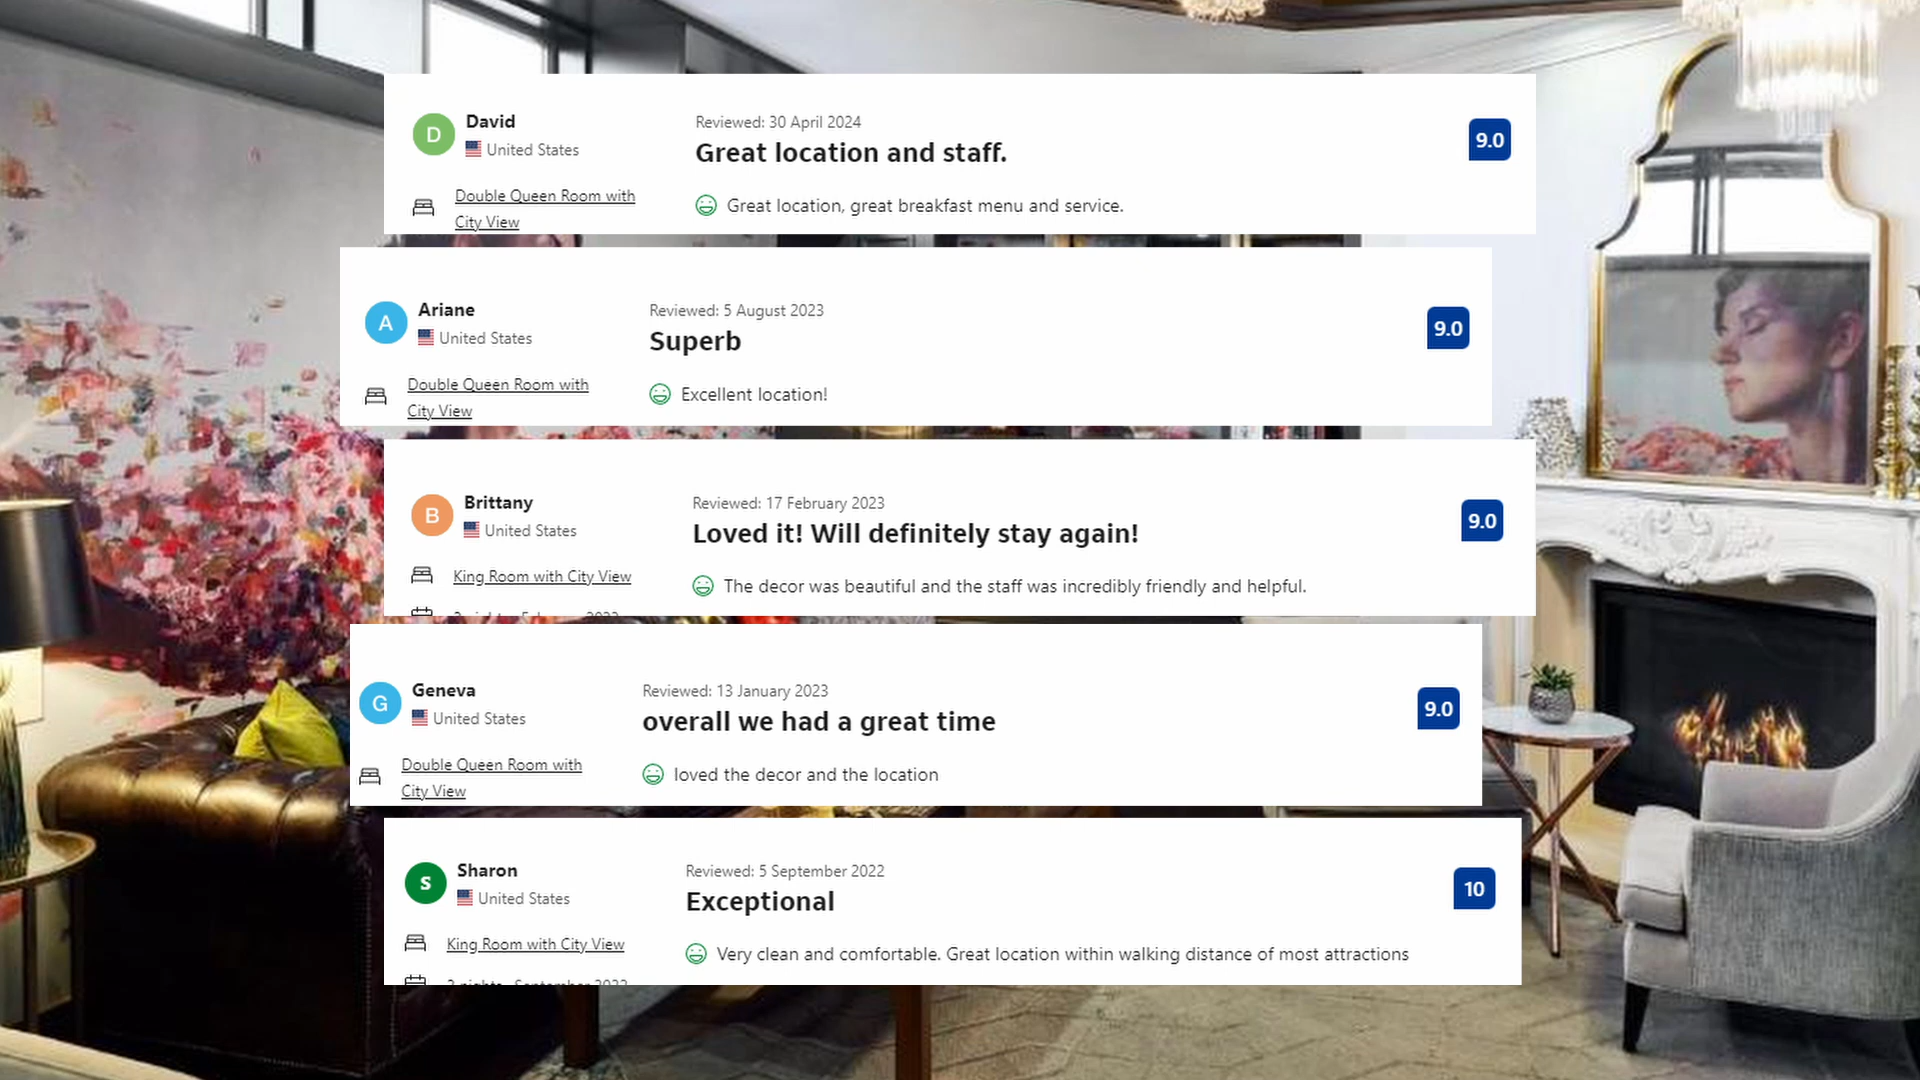 D
David
United States
Double Queen Room with
City View
Reviewed: 30 April 2024
Great location and staff.
Great location, great breakfast menu and service.
9.0
A
Ariane
United States
Double Queen Room with
City View
Reviewed: 5 August 2023
Superb
Excellent location!
9.0
B
Brittany
United States
King Room with City View
Reviewed: 17 February 2023
Loved it! Will definitely stay again!
The decor was beautiful and the staff was incredibly friendly and helpful.
9.0
G
Geneva
United States
Double Queen Room with
City View
Reviewed: 13 January 2023
overall we had a great time
loved the decor and the location
9.0
S
Sharon
United States
King Room with City View
September 2022
Reviewed: 5 September 2022
Exceptional
Very clean and comfortable. Great location within walking distance of most attractions
10